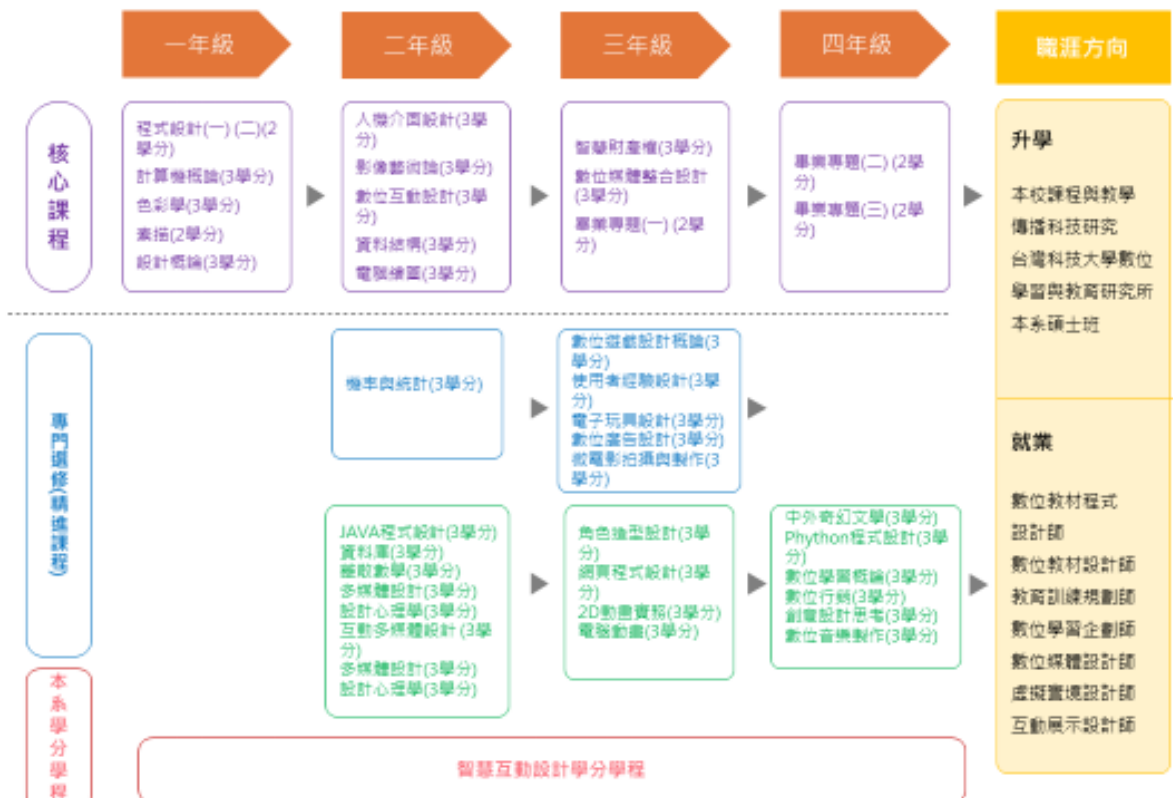 一年級
二年級
三年級
四年級
職涯方向
核心課程
程式設計(一) (二)(2
學分)
計算機概論(3學分)
色彩學(3學分)
素描(2學分)
設計概論(3學分)
人機介面設計(3學
分)
影像藝術論(3學分)
數位互動設計(3學
分)
資料結構(3學分)
電腦繪圖(3學分)
智慧財產權(3學分)
數位媒體整合設計
(3學分)
畢業專題(一) (2學
分)
畢業專題(二) (2學
分)
畢業專題(三) (2學
分)
升學
本校課程與教學
傳播科技研究
台灣科技大學數位
學習與教育研究所
本系碩士班
專門選修(精進課程)
機率與統計(3學分)
數位遊戲設計概論(3
學分)
使用者經驗設計(3學
分)
電子玩具設計(3學分)
數位廣告設計(3學分)
微電影拍攝與製作(3
學分)
JAVA程式設計(3學分)
資料庫(3學分)
離散數學(3學分)
多媒體設計(3學分)
設計心理學(3學分)
互動多媒體設計 (3學
分)
多媒體設計(3學分)
設計心理學(3學分)
角色造型設計(3學
分)
網頁程式設計(3學
分)
2D動畫實務(3學分)
電腦動畫(3學分)
中外奇幻文學(3學分)
Phython程式設計(3學
分)
數位學習概論(3學分)
數位行銷(3學分)
創意設計思考(3學分)
數位音樂製作(3學分)
就業
數位教材程式
設計師
數位教材設計師
教育訓練規劃師
數位學習企劃師
數位媒體設計師
虛擬實境設計師
互動展示設計師
本系學分學程
智慧互動設計學分學程